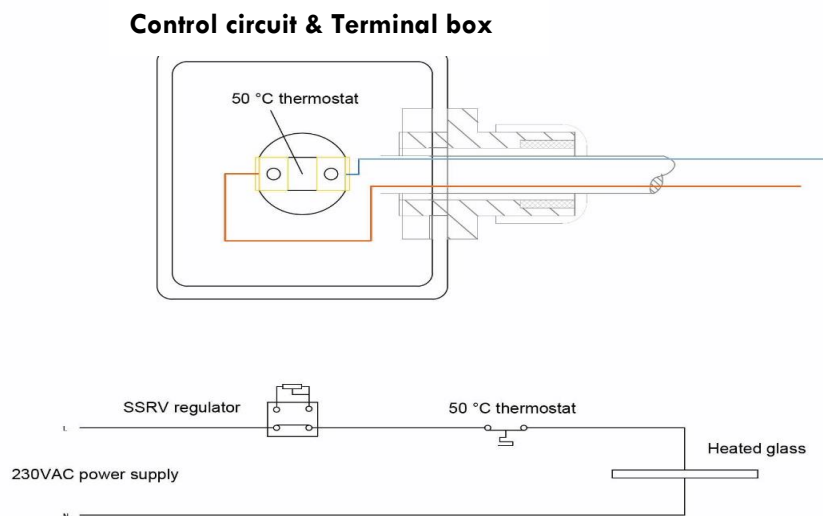 Control circuit & Terminal box
50 °C thermostat
SSRV regulator
50 °C thermostat
L
Heated glass
230VAC power supply
N